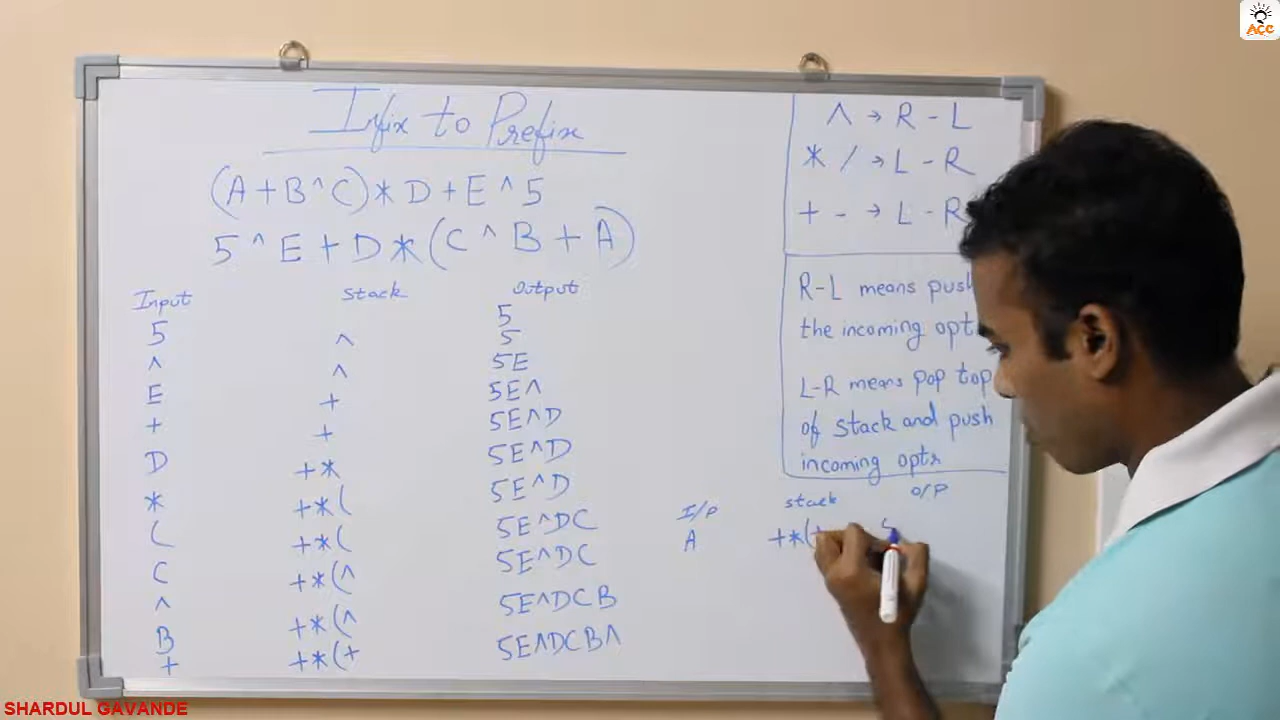 ACC
Infix to Prefix
(A+B^C)*D+E^5
5^E+D*(C^B+A)
Input Stack Output
5 5
^ ^ 5
E ^ 5E
+ + 5E^
D + 5E^D
* +* 5E^D
( +*( 5E^D
C +*( 5E^DC
^ +*(^ 5E^DC
B +*(^ 5E^DCB
+ +*(+ 5E^DCB^
^ → R-L
* / → L-R
+ - → L-R
R-L means push
the incoming optr
L-R means pop top
of stack and push
incoming optr
I/P stack O/P
A +*(+ 5
SHARDUL GAVANDE